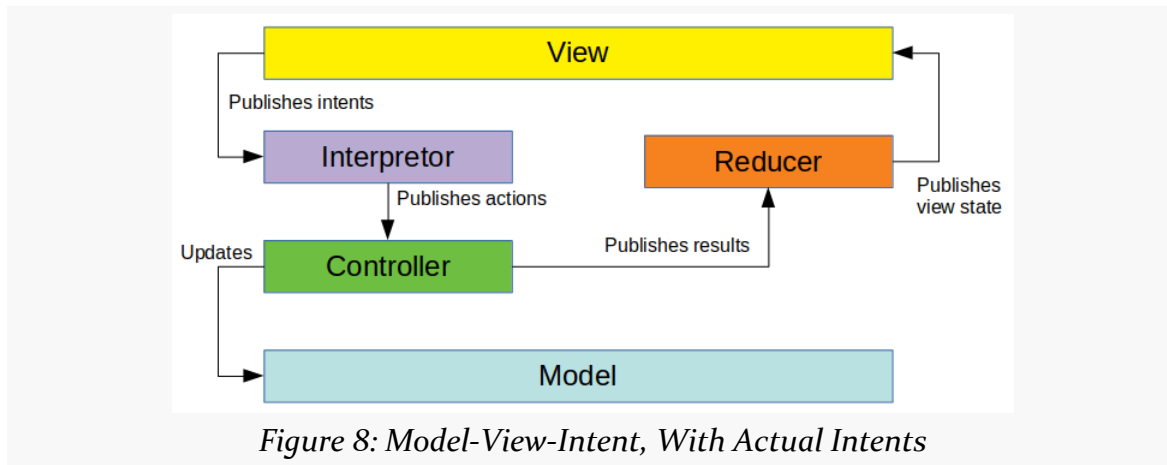 View
Publishes intents
Interpretor
Reducer
Publishes actions
Publishes
view state
Updates
Publishes results
Controller
Model
Figure 8: Model-View-Intent, With Actual Intents